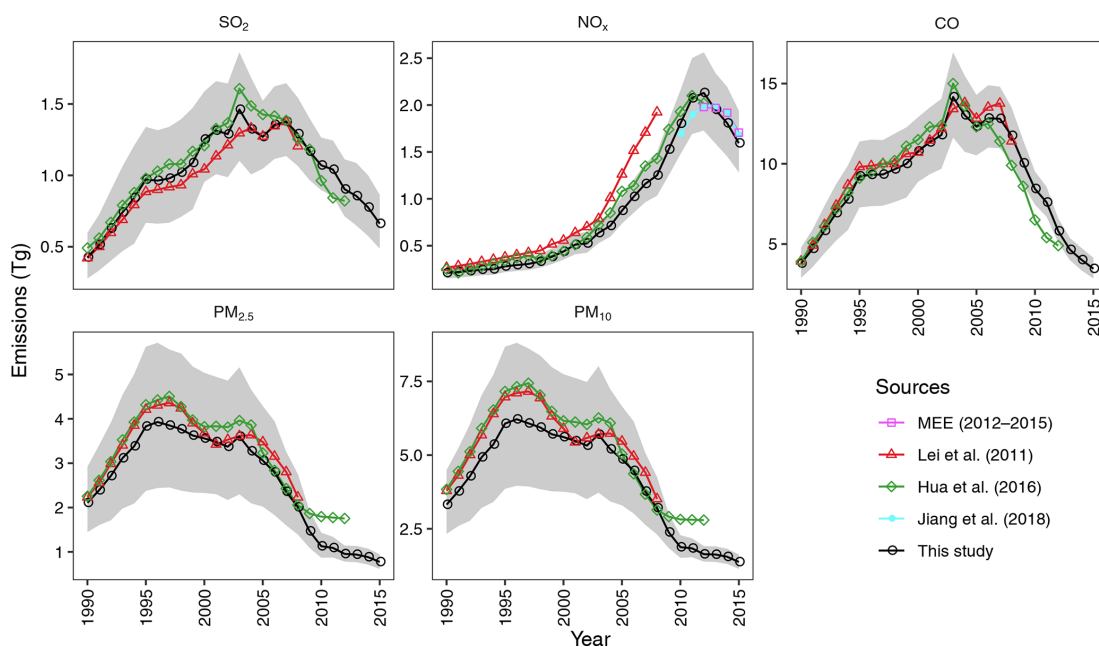 SO2
NOx
CO
Emissions (Tg)
1.5
1.0
0.5
2.5
2.0
1.5
1.0
0.5
15
10
5
1990
1995
2000
2005
2010
2015
PM2.5
PM10
5
4
3
2
1
7.5
5.0
2.5
1990
1995
2000
2005
2010
2015
1990
1995
2000
2005
2010
2015
Year
Sources
MEE (2012–2015)
Lei et al. (2011)
Hua et al. (2016)
Jiang et al. (2018)
This study